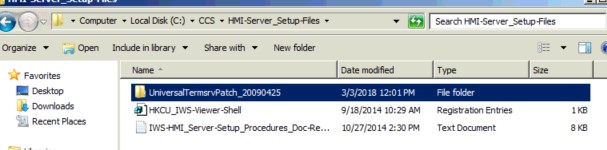 HMI-Server_Setup-Files
Computer Local Disk (C:) CCS HMI-Server_Setup-Files
Search HMI-Server_Setup-Files
Organize Open Include in library Share with New folder
Favorites
Desktop
Downloads
Recent Places
Libraries
Name Date modified Type Size
UniversalTermsrvPatch_20090425 3/3/2018 12:01 PM File folder
HKCU_IWS-Viewer-Shell 9/18/2014 10:29 AM Registration Entries 1 KB
IWS-HMI_Server-Setup_Procedures_Doc-Re... 10/27/2014 2:30 PM Text Document 8 KB